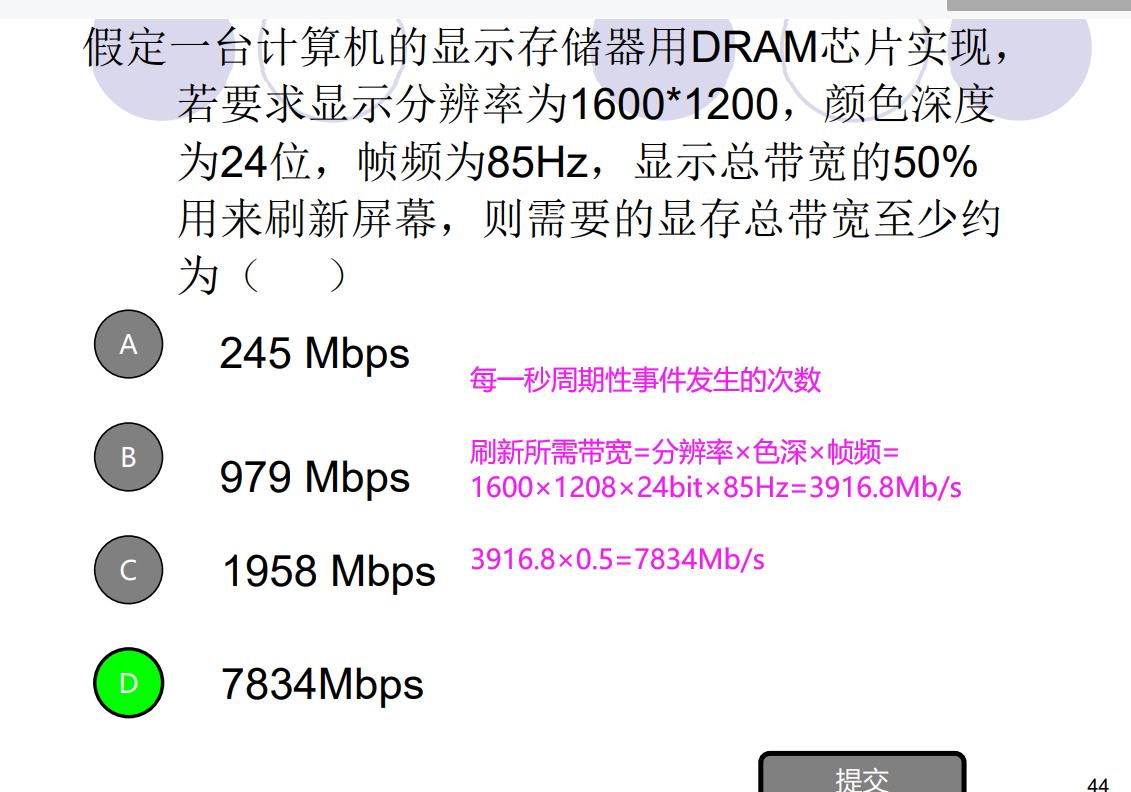 假定一台计算机的显示存储器用DRAM芯片实现，
若要求显示分辨率为1600*1200，颜色深度
为24位，帧频为85Hz，显示总带宽的50%
用来刷新屏幕，则需要的显存总带宽至少约
为（　　）
A 245 Mbps
每一秒周期性事件发生的次数
B 979 Mbps
刷新所需带宽=分辨率×色深×帧频=
1600×1208×24bit×85Hz=3916.8Mb/s
C 1958 Mbps
3916.8×0.5=7834Mb/s
D 7834Mbps
提交
44